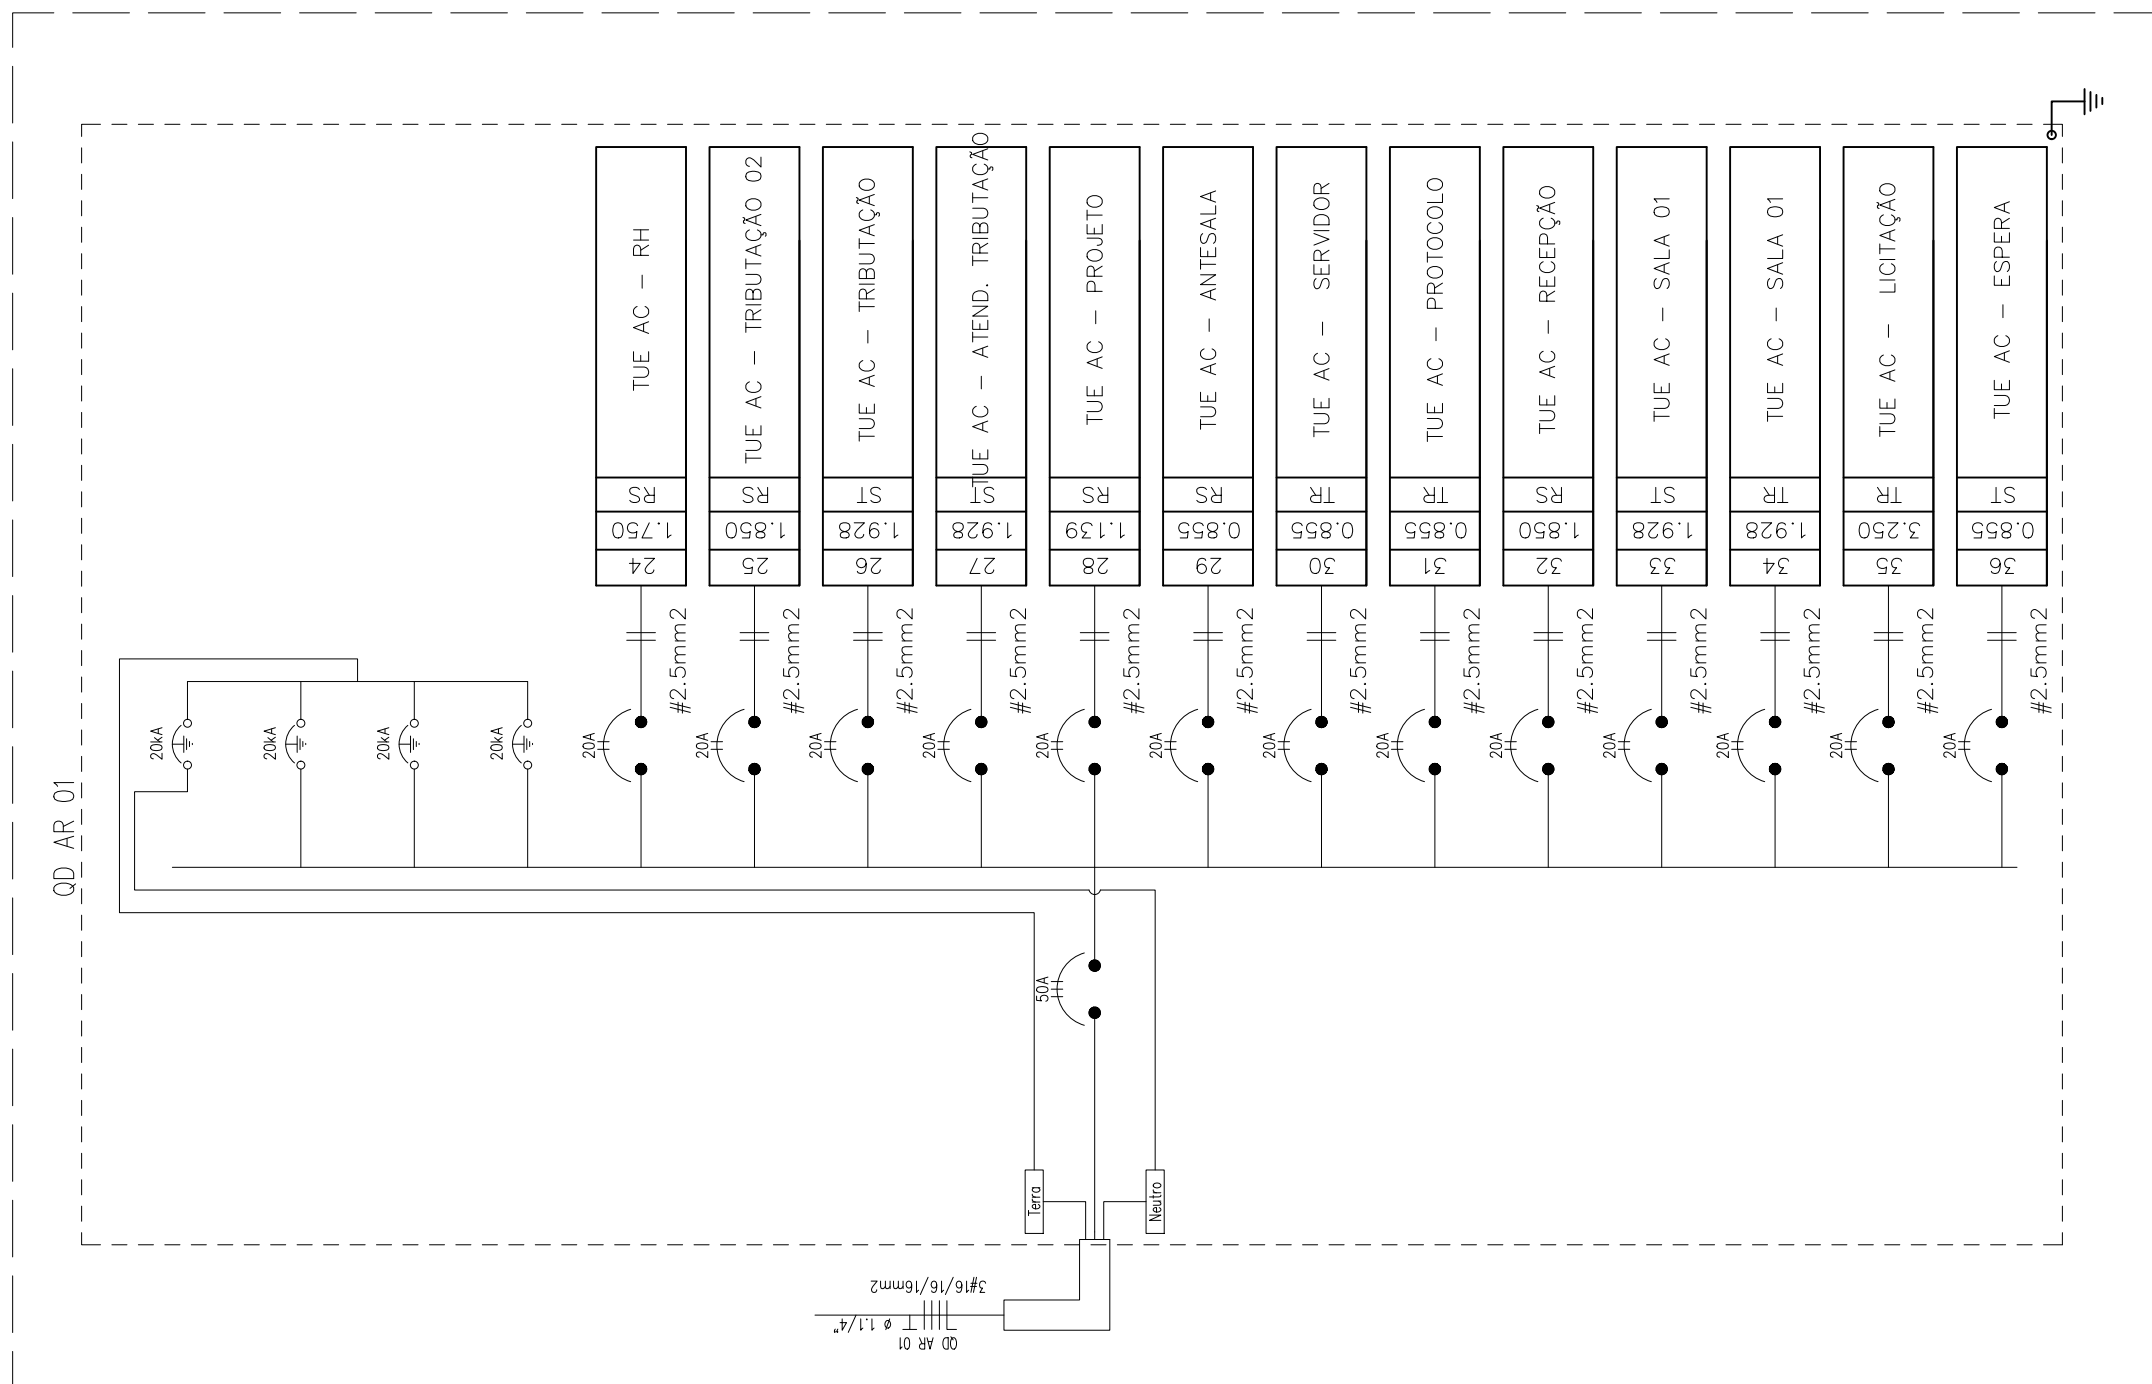 QD AR 01
TUE AC - RH
RS
1.750
24
TUE AC - TRIBUTAÇÃO 02
RS
1.850
25
TUE AC - TRIBUTAÇÃO
ST
1.928
26
TUE AC - ATEND. TRIBUTAÇÃO
ST
1.928
27
TUE AC - PROJETO
RS
1.139
28
TUE AC - ANTESALA
RS
0.855
29
TUE AC - SERVIDOR
TR
0.855
30
TUE AC - PROTOCOLO
TR
0.855
31
TUE AC - RECEPÇÃO
RS
1.850
32
TUE AC - SALA 01
ST
1.928
33
TUE AC - SALA 01
TR
1.928
34
TUE AC - LICITAÇÃO
TR
3.250
35
TUE AC - ESPERA
ST
0.855
36
#2.5mm2
#2.5mm2
#2.5mm2
#2.5mm2
#2.5mm2
#2.5mm2
#2.5mm2
#2.5mm2
#2.5mm2
#2.5mm2
#2.5mm2
#2.5mm2
#2.5mm2
20kA
20kA
20kA
20kA
20A
20A
20A
20A
20A
20A
20A
20A
20A
20A
20A
20A
20A
50A
Terra
Neutro
3#16/16/16mm2
ø 1.1/4"
QD AR 01